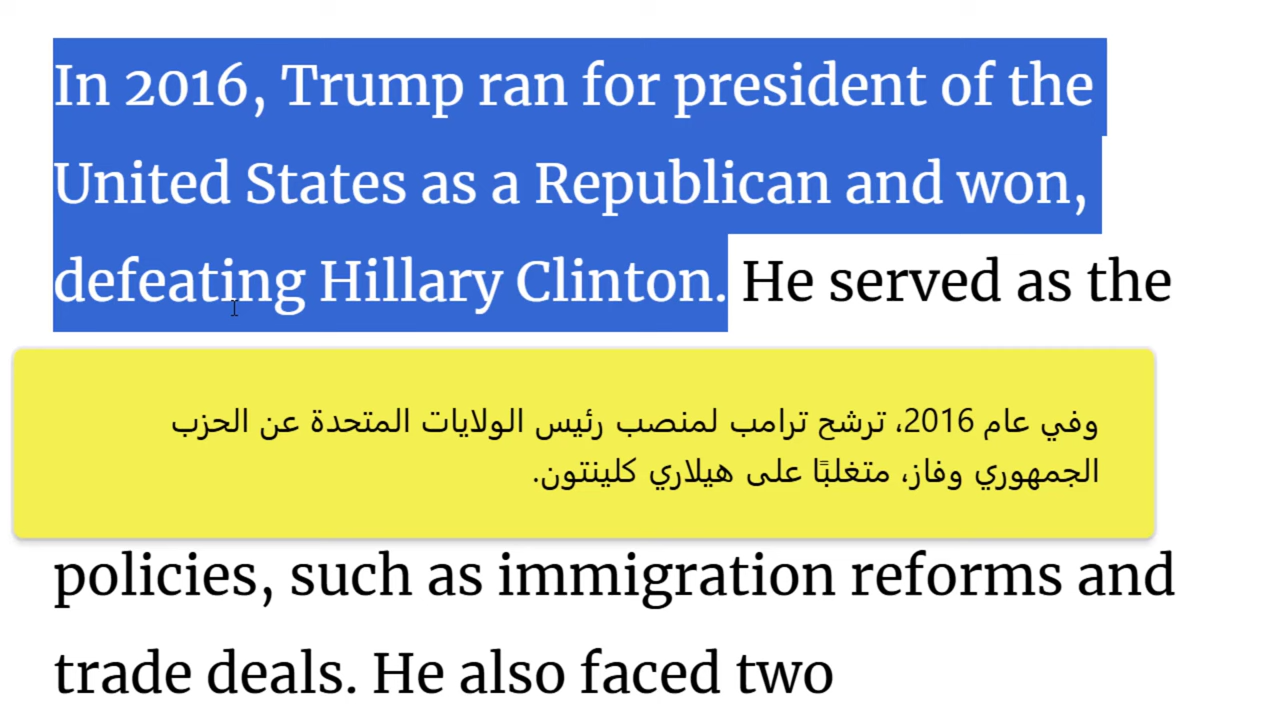 In 2016, Trump ran for president of the
United States as a Republican and won,
defeating Hillary Clinton. He served as the
وفي عام 2016، ترشح ترامب لمنصب رئيس الولايات المتحدة عن الحزب
الجمهوري وفاز، متغلبًا على هيلاري كلينتون.
policies, such as immigration reforms and
trade deals. He also faced two